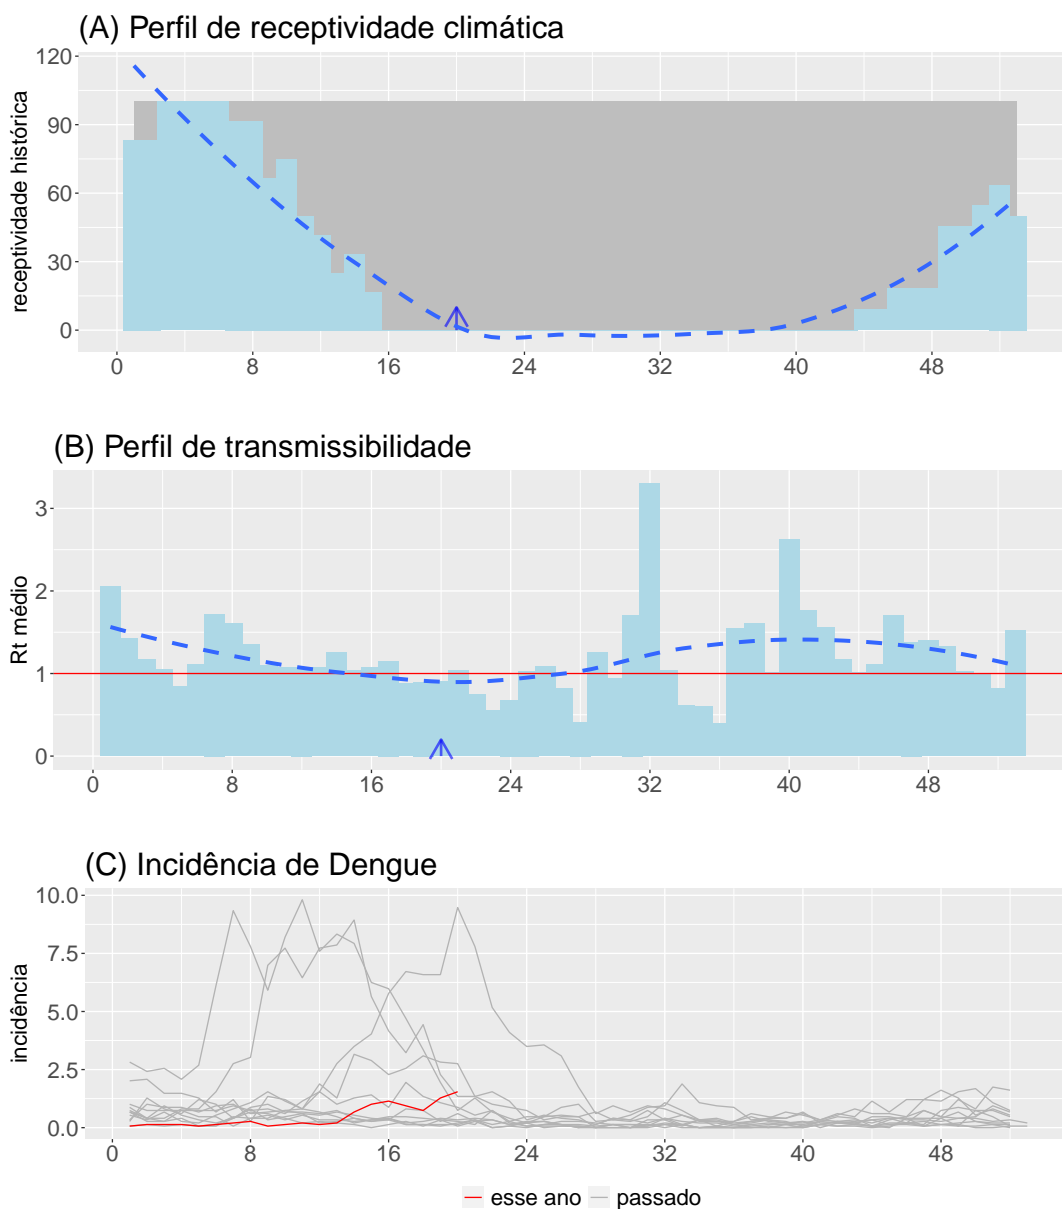 (A) Perfil de receptividade climática
receptividade histórica
120
90
60
30
0
0 8 16 24 32 40 48
(B) Perfil de transmissibilidade
Rt médio
3
2
1
0
0 8 16 24 32 40 48
(C) Incidência de Dengue
incidência
10.0
7.5
5.0
2.5
0.0
0 8 16 24 32 40 48
esse ano passado